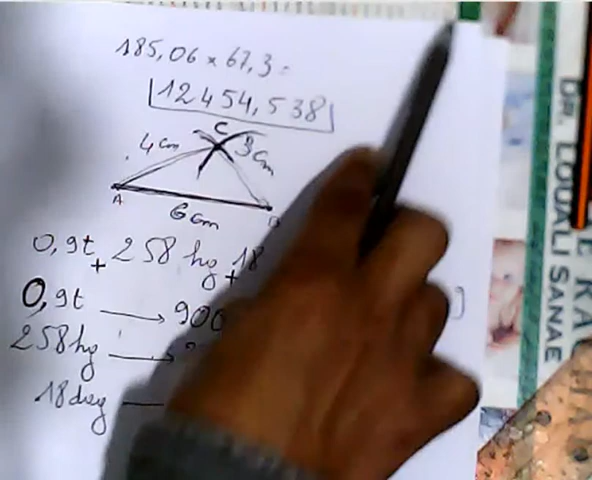 185,06 × 67,3 =
12454,538
C
4cm
3cm
A
6cm
0,9t + 258 hg + 18
0,9t → 900
258hg →
18dag
DR. LOUALI SANAE